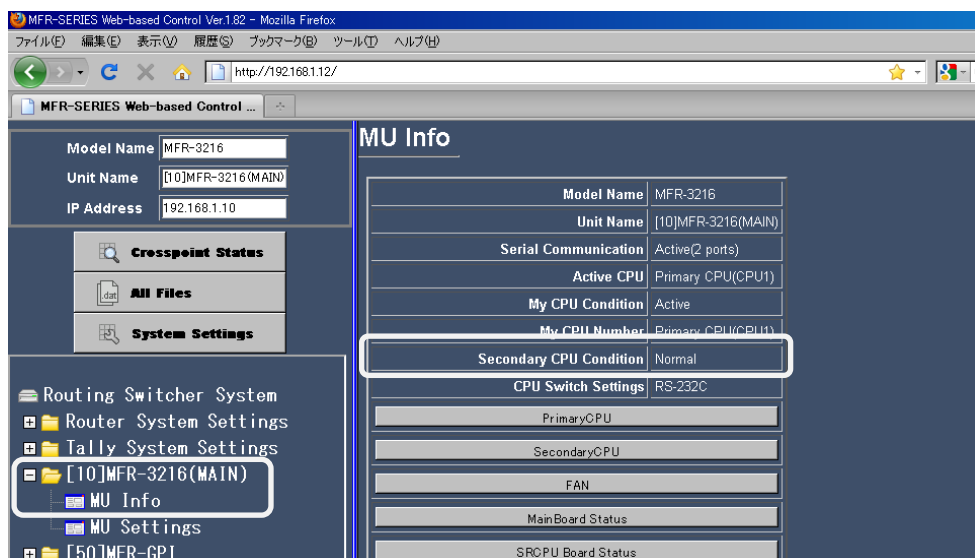 MFR-SERIES Web-based Control Ver.1.82 - Mozilla Firefox
ファイル(F) 編集(E) 表示(V) 履歴(S) ブックマーク(B) ツール(T) ヘルプ(H)
http://192.168.1.12/
MFR-SERIES Web-based Control ...
Model Name MFR-3216
Unit Name [10]MFR-3216(MAIN)
IP Address 192.168.1.10
Crosspoint Status
.dat
All Files
System Settings
Routing Switcher System
Router System Settings
Tally System Settings
[10]MFR-3216(MAIN)
MU Info
MU Settings
[50]MFR-GPI
MU Info
Model Name MFR-3216
Unit Name [10]MFR-3216(MAIN)
Serial Communication Active(2 ports)
Active CPU Primary CPU(CPU1)
My CPU Condition Active
My CPU Number Primary CPU(CPU1)
Secondary CPU Condition Normal
CPU Switch Settings RS-232C
PrimaryCPU
SecondaryCPU
FAN
MainBoard Status
SRCPU Board Status